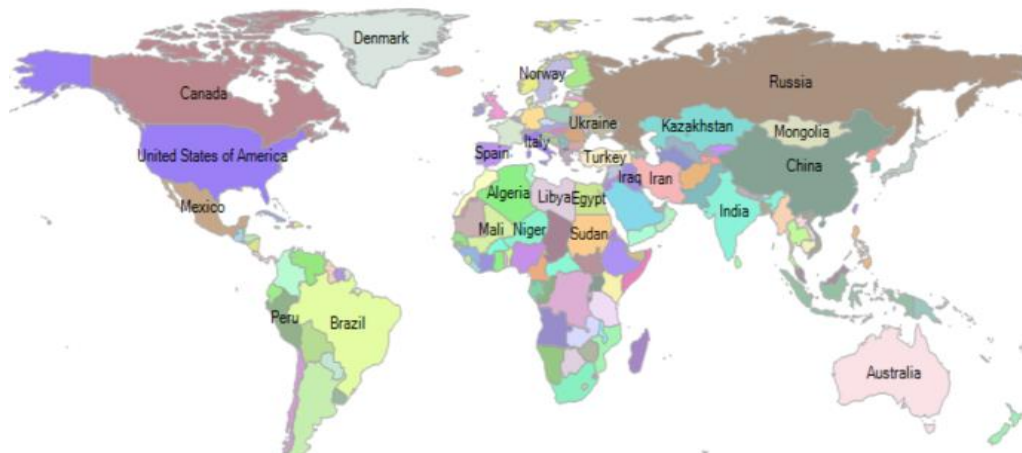 Denmark
Norway
Russia
Canada
Ukraine
Kazakhstan
Mongolia
United States of America
Italy
Spain
Turkey
China
Iraq
Iran
Algeria
Libya
Egypt
Mexico
India
Mali
Niger
Sudan
Peru
Brazil
Australia